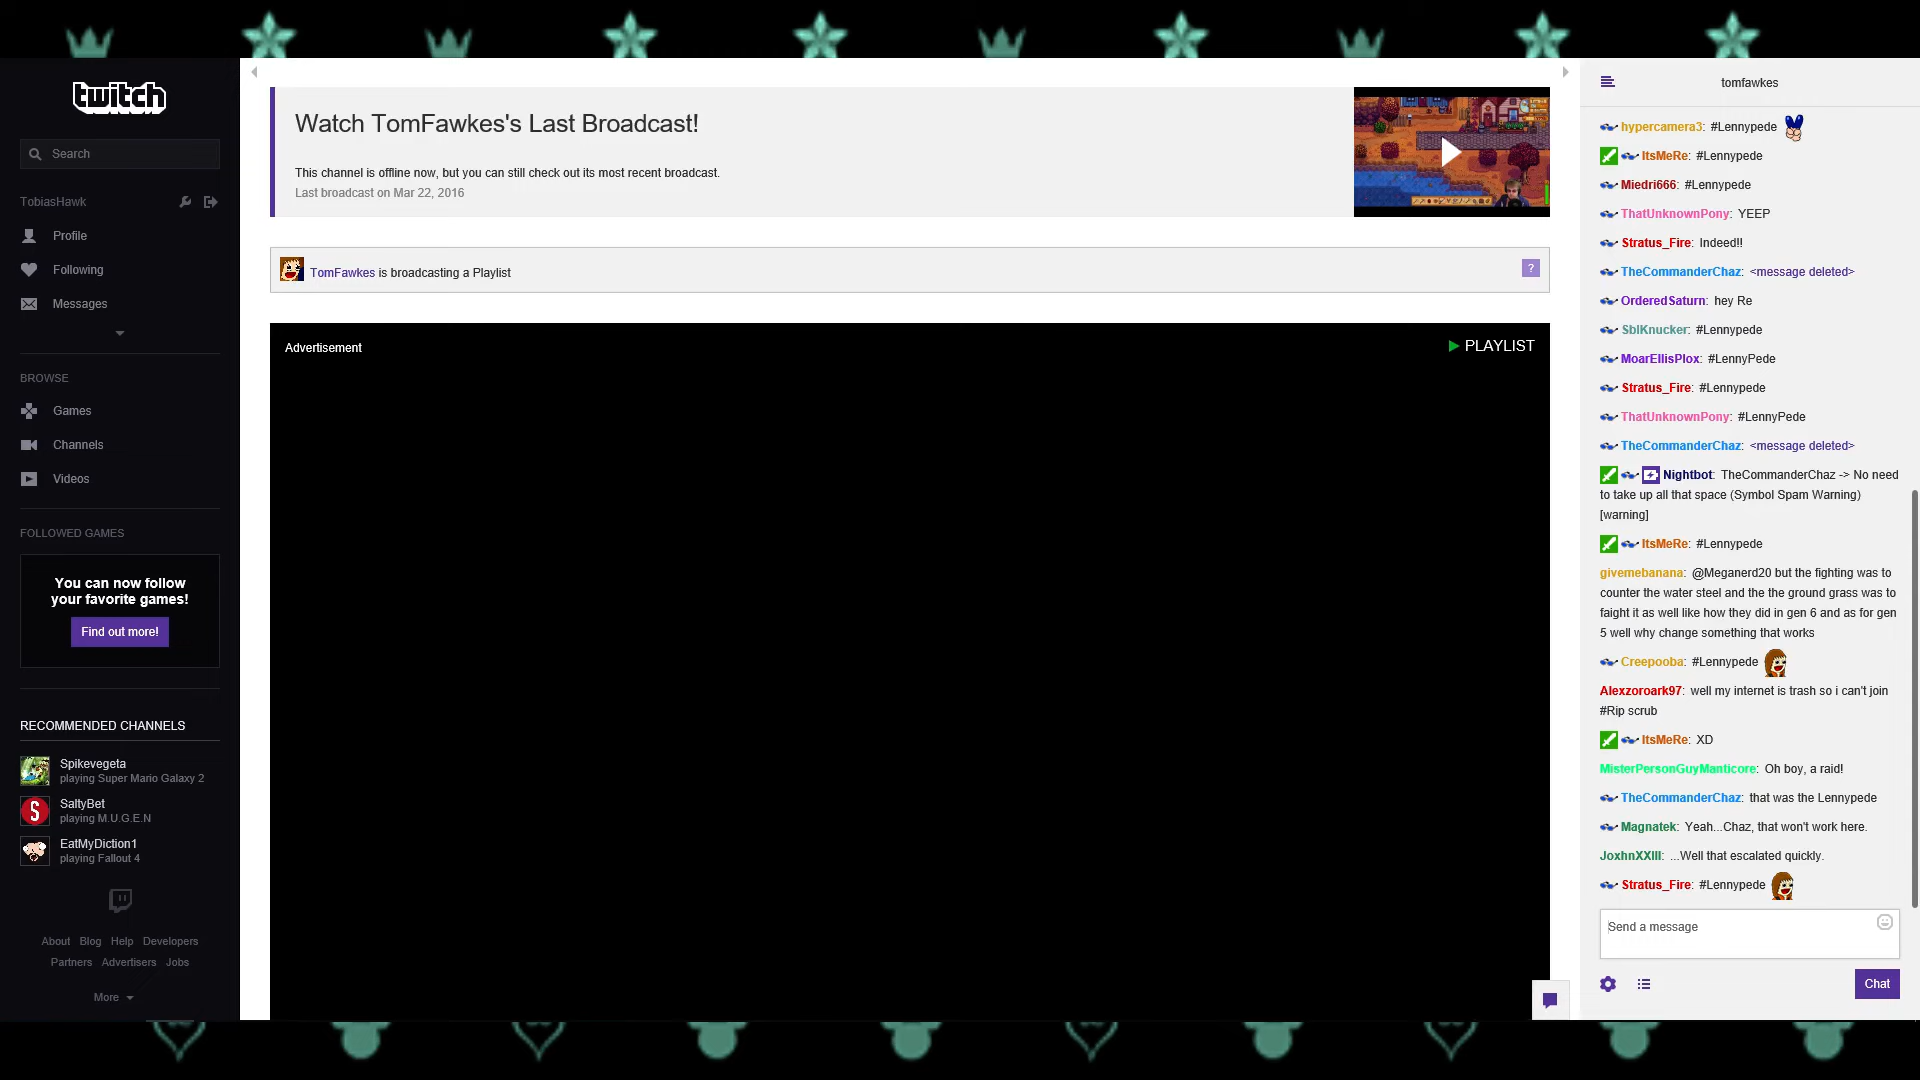 twitch
Search
TobiasHawk
Profile
Following
Messages
BROWSE
Games
Channels
Videos
FOLLOWED GAMES
You can now follow
your favorite games!
Find out more!
RECOMMENDED CHANNELS
Spikevegeta
playing Super Mario Galaxy 2
SaltyBet
playing M.U.G.E.N
EatMyDiction1
playing Fallout 4
About Blog Help Developers
Partners Advertisers Jobs
More
Watch TomFawkes's Last Broadcast!
This channel is offline now, but you can still check out its most recent broadcast.
Last broadcast on Mar 22, 2016
TomFawkes is broadcasting a Playlist
?
Advertisement
PLAYLIST
tomfawkes
hypercamera3: #Lennypede
ItsMeRe: #Lennypede
Miedri666: #Lennypede
ThatUnknownPony: YEEP
Stratus_Fire: Indeed!!
TheCommanderChaz: <message deleted>
OrderedSaturn: hey Re
SblKnucker: #Lennypede
MoarEllisPlox: #LennyPede
Stratus_Fire: #Lennypede
ThatUnknownPony: #LennyPede
TheCommanderChaz: <message deleted>
Nightbot: TheCommanderChaz -> No need
to take up all that space (Symbol Spam Warning)
[warning]
ItsMeRe: #Lennypede
givemebanana: @Meganerd20 but the fighting was to
counter the water steel and the the ground grass was to
faight it as well like how they did in gen 6 and as for gen
5 well why change something that works
Creepooba: #Lennypede
Alexzoroark97: well my internet is trash so i can't join
#Rip scrub
ItsMeRe: XD
MisterPersonGuyManticore: Oh boy, a raid!
TheCommanderChaz: that was the Lennypede
Magnatek: Yeah...Chaz, that won't work here.
JoxhnXXIII: ...Well that escalated quickly.
Stratus_Fire: #Lennypede
Send a message
Chat